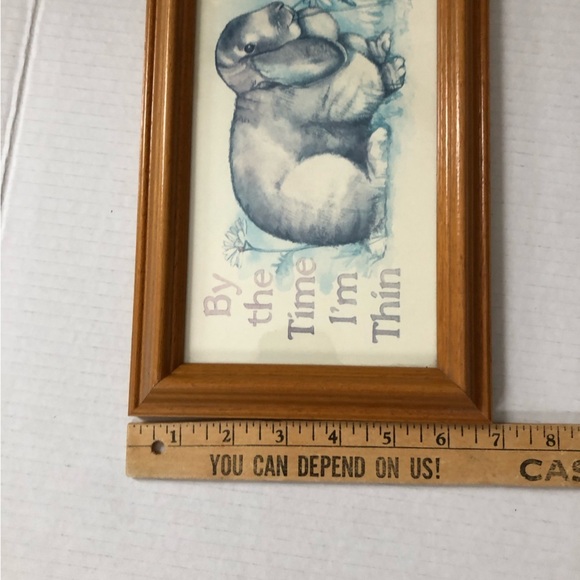 By
the
Time
I'm
Thin
1 2 3 4 5 6 7 8
YOU CAN DEPEND ON US!
CAS